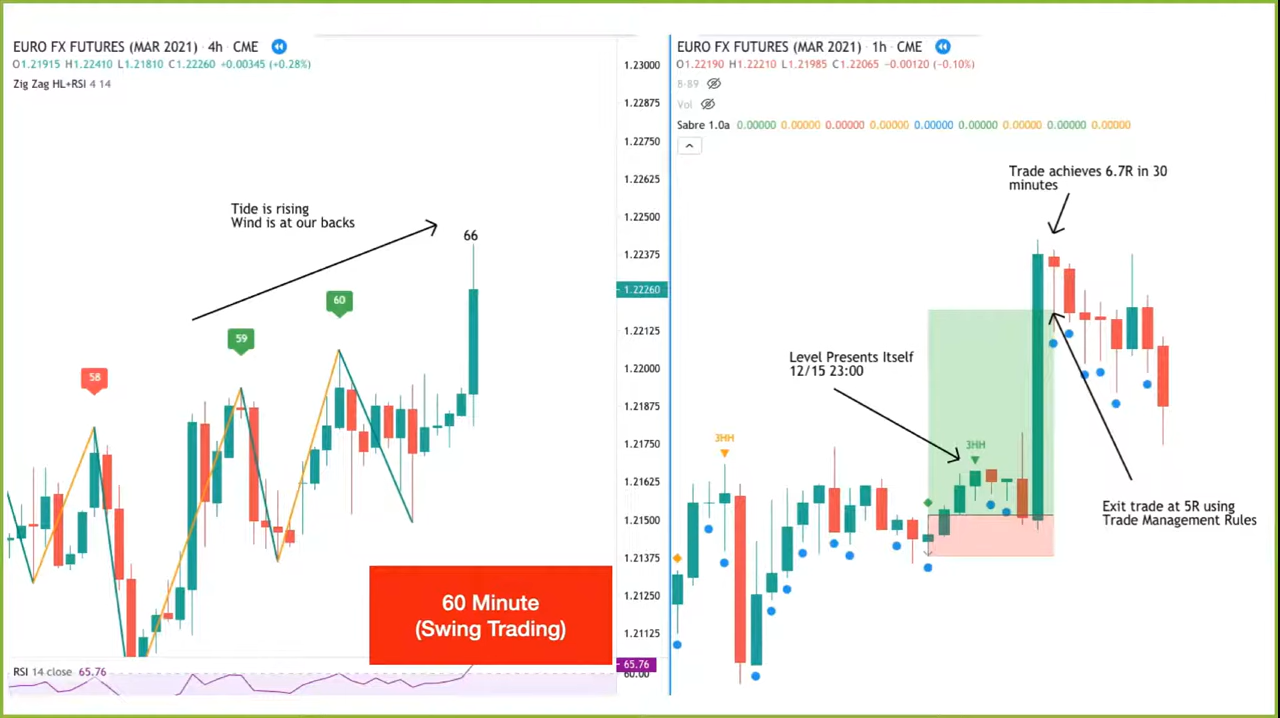 EURO FX FUTURES (MAR 2021) · 4h · CME
O1.21915 H1.22410 L1.21810 C1.22260 +0.00345 (+0.28%)
Zig Zag HL+RSI 4 14
Tide is rising
Wind is at our backs
66
60
59
58
60 Minute
(Swing Trading)
RSI 14 close 65.76
1.23000
1.22875
1.22750
1.22625
1.22500
1.22375
1.22260
1.22125
1.22000
1.21875
1.21750
1.21625
1.21500
1.21375
1.21250
1.21125
65.76
60.00
EURO FX FUTURES (MAR 2021) · 1h · CME
O1.22190 H1.22210 L1.21985 C1.22065 −0.00120 (−0.10%)
8-89
Vol
Sabre 1.0a 0.00000 0.00000 0.00000 0.00000 0.00000 0.00000 0.00000 0.00000 0.00000
Trade achieves 6.7R in 30
minutes
Level Presents Itself
12/15 23:00
3HH
3HH
Exit trade at 5R using
Trade Management Rules